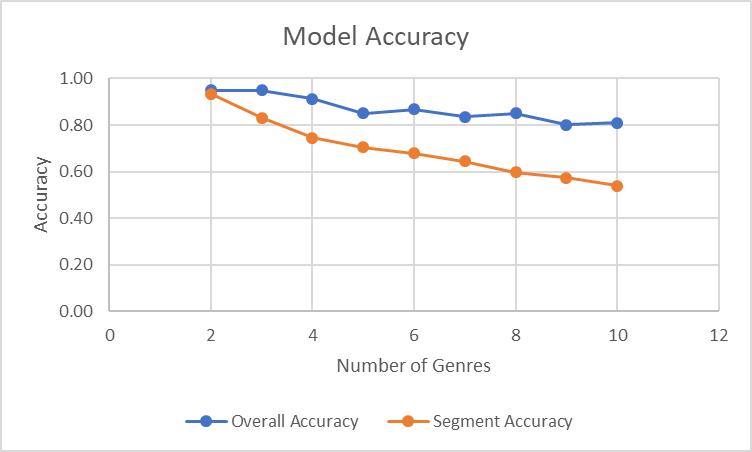 Model Accuracy
1.00
0.80
0.60
0.40
0.20
0.00
Accuracy
0 2 4 6 8 10 12
Number of Genres
Overall Accuracy Segment Accuracy